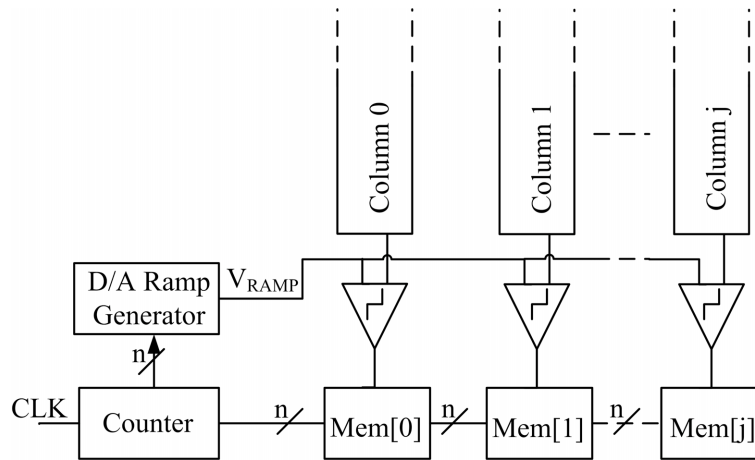 Column 0
Column 1
Column j
D/A Ramp
Generator
VRAMP
n
CLK
Counter
n
Mem[0]
n
Mem[1]
n
Mem[j]